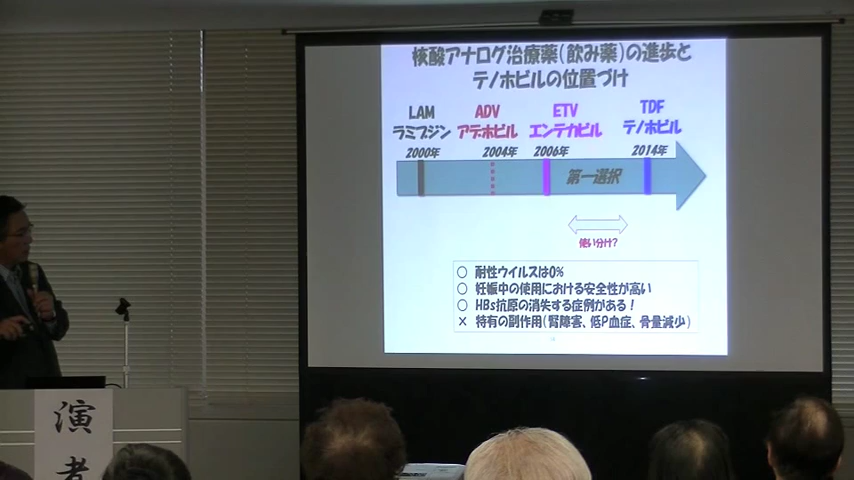 核酸アナログ治療薬(飲み薬)の進歩と
テノホビルの位置づけ
LAM ADV ETV TDF
ラミブジン アデホビル エンテカビル テノホビル
2000年 2004年 2006年 2014年
第一選択
使い分け?
○ 耐性ウイルスは0%
○ 妊娠中の使用における安全性が高い
○ HBs抗原の消失する症例がある!
× 特有の副作用(腎障害、低P血症、骨量減少)
演
者